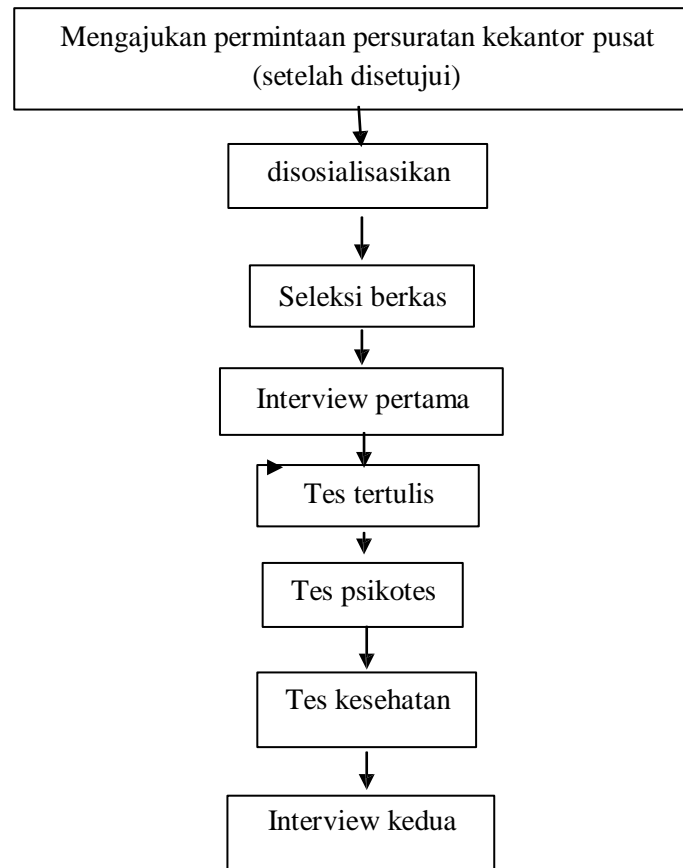 Mengajukan permintaan persuratan kekantor pusat
(setelah disetujui)
disosialisasikan
Seleksi berkas
Interview pertama
Tes tertulis
Tes psikotes
Tes kesehatan
Interview kedua